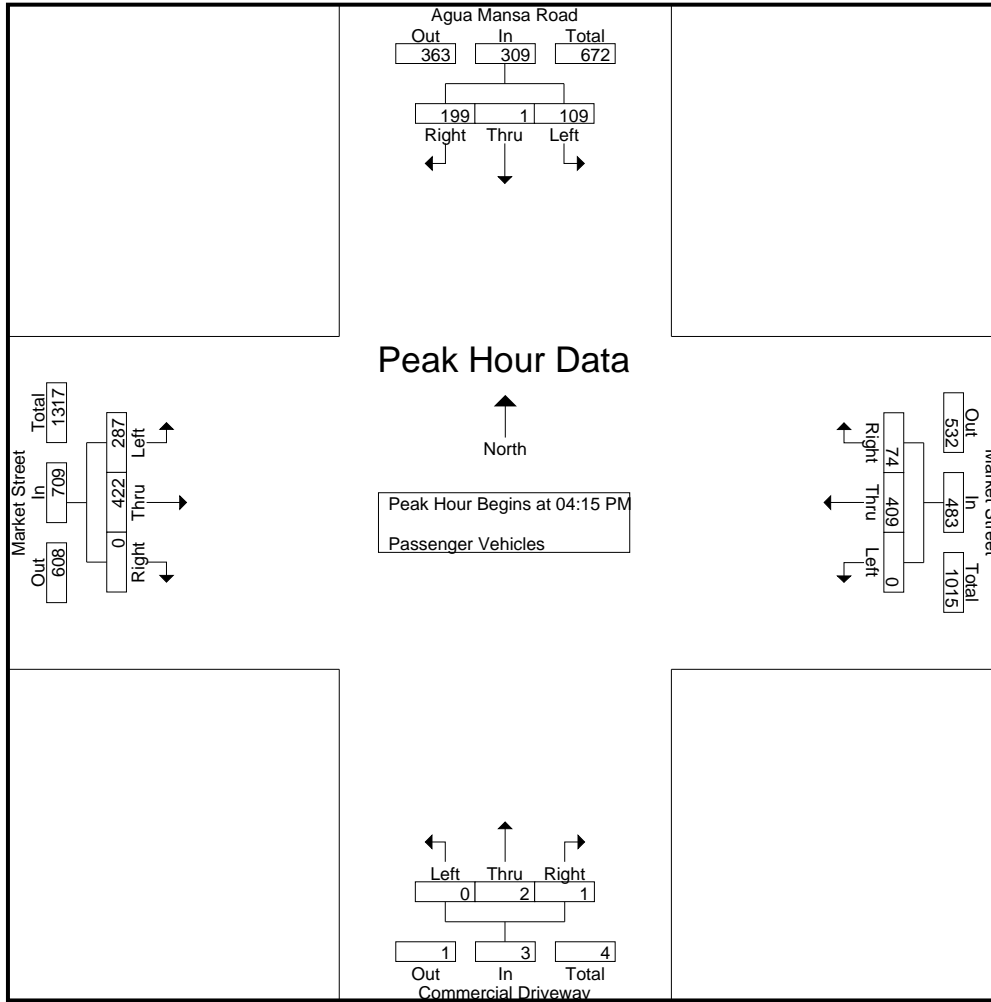 Agua Mansa Road
Out In Total
363 309 672
199 1 109
Right Thru Left
Peak Hour Data
North
Peak Hour Begins at 04:15 PM
Passenger Vehicles
Market Street
Total In Out
1317 709 608
287 422 0
Left Thru Right
Right Thru Left
74 409 0
Out In Total
532 483 1015
Market Street
Left Thru Right
0 2 1
1 3 4
Out In Total
Commercial Driveway